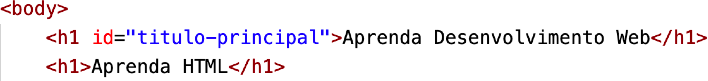 <body>
<h1 id="titulo-principal">Aprenda Desenvolvimento Web</h1>
<h1>Aprenda HTML</h1>